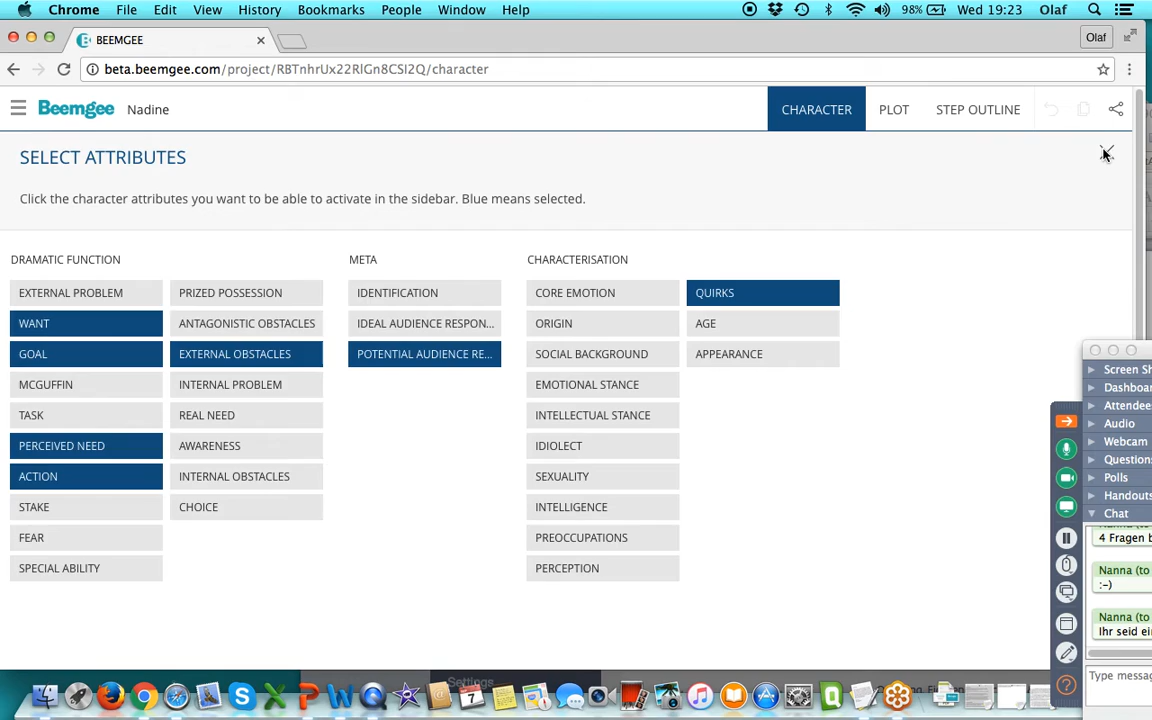 Chrome File Edit View History Bookmarks People Window Help 98% Wed 19:23 Olaf
BEEMGEE Olaf
beta.beemgee.com/project/RBTnhrUx22RlGn8CSI2Q/character
Beemgee Nadine CHARACTER PLOT STEP OUTLINE
SELECT ATTRIBUTES
Click the character attributes you want to be able to activate in the sidebar. Blue means selected.
DRAMATIC FUNCTION META CHARACTERISATION
EXTERNAL PROBLEM PRIZED POSSESSION IDENTIFICATION CORE EMOTION QUIRKS
WANT ANTAGONISTIC OBSTACLES IDEAL AUDIENCE RESPON... ORIGIN AGE
GOAL EXTERNAL OBSTACLES POTENTIAL AUDIENCE RE... SOCIAL BACKGROUND APPEARANCE
MCGUFFIN INTERNAL PROBLEM EMOTIONAL STANCE
TASK REAL NEED INTELLECTUAL STANCE
PERCEIVED NEED AWARENESS IDIOLECT
ACTION INTERNAL OBSTACLES SEXUALITY
STAKE CHOICE INTELLIGENCE
FEAR PREOCCUPATIONS
SPECIAL ABILITY PERCEPTION
Screen Sh
Dashboar
Attendee
Audio
Webcam
Question
Polls
Handouts
Chat
4 Fragen b
Nanna (to
:-)
Nanna (to
Ihr seid ei
Type messag
Settings